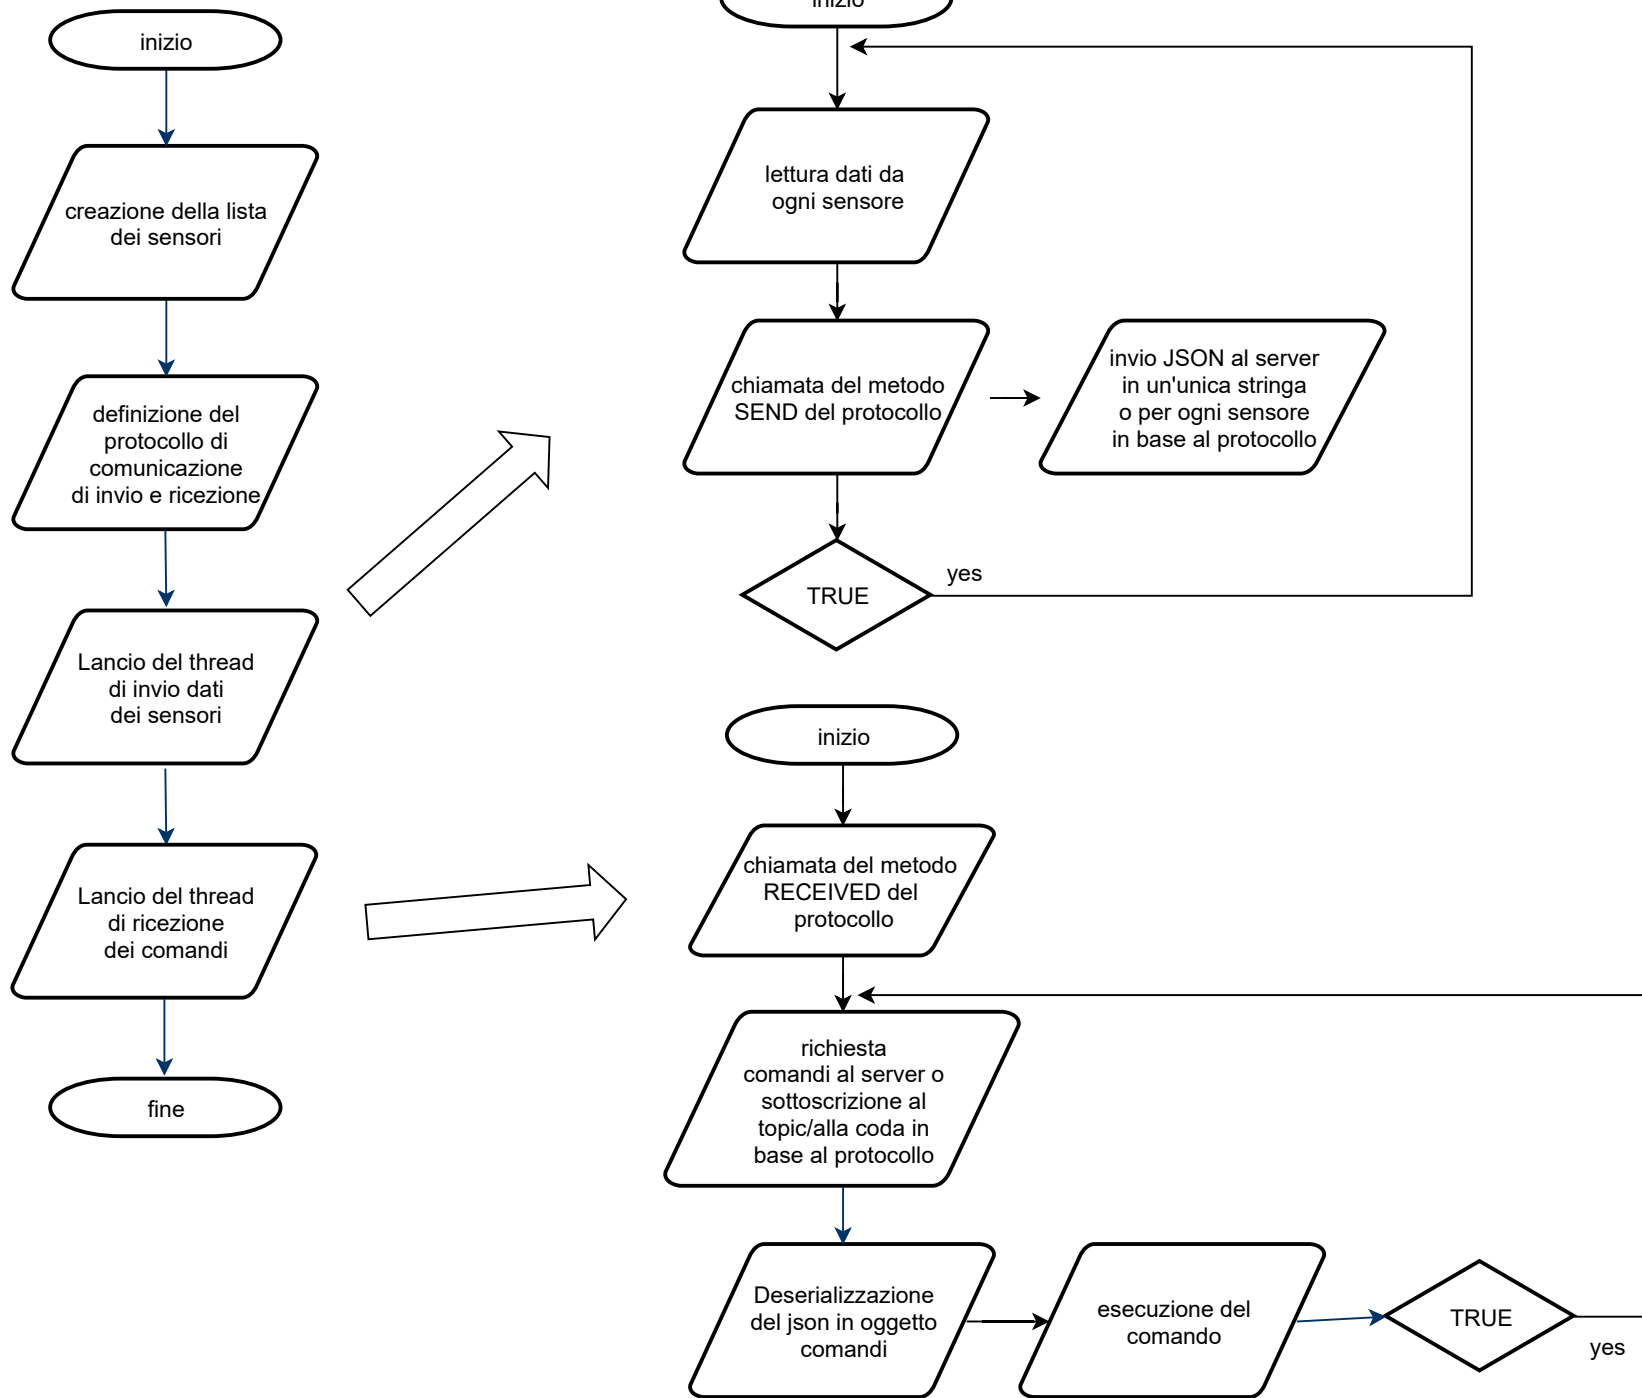 inizio
creazione della lista
dei sensori
definizione del
protocollo di
comunicazione
di invio e ricezione
Lancio del thread
di invio dati
dei sensori
Lancio del thread
di ricezione
dei comandi
fine
inizio
lettura dati da
ogni sensore
chiamata del metodo
SEND del protocollo
invio JSON al server
in un'unica stringa
o per ogni sensore
in base al protocollo
TRUE
yes
inizio
chiamata del metodo
RECEIVED del
protocollo
richiesta
comandi al server o
sottoscrizione al
topic/alla coda in
base al protocollo
Deserializzazione
del json in oggetto
comandi
esecuzione del
comando
TRUE
yes